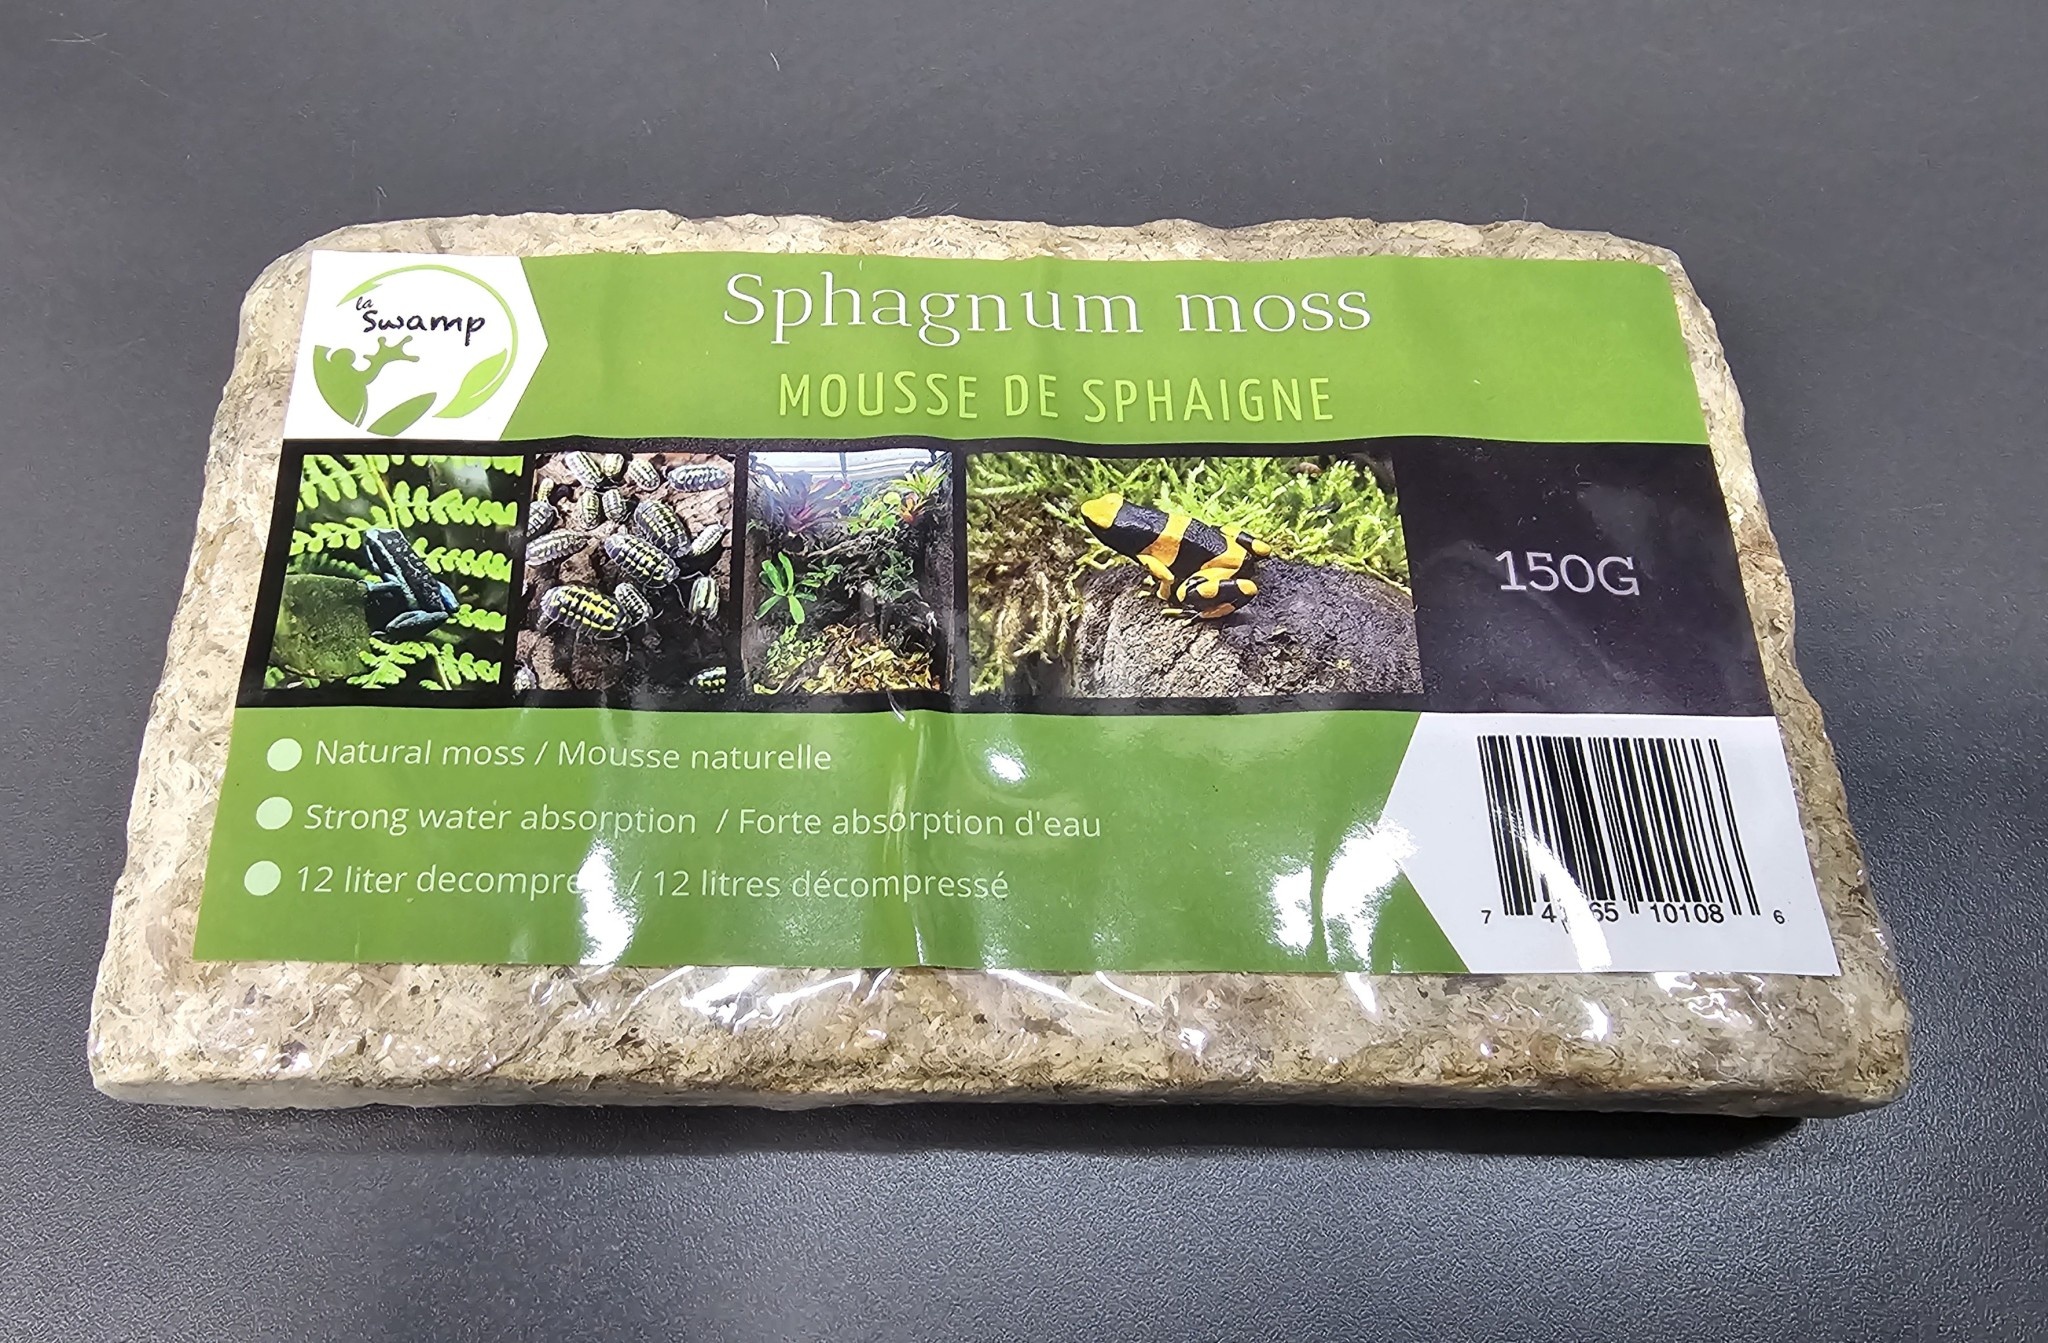 la
Swamp
Sphagnum moss
MOUSSE DE SPHAIGNE
150G
Natural moss / Mousse naturelle
Strong water absorption / Forte absorption d'eau
12 liter / 12 litres décompressé
7 10108 6